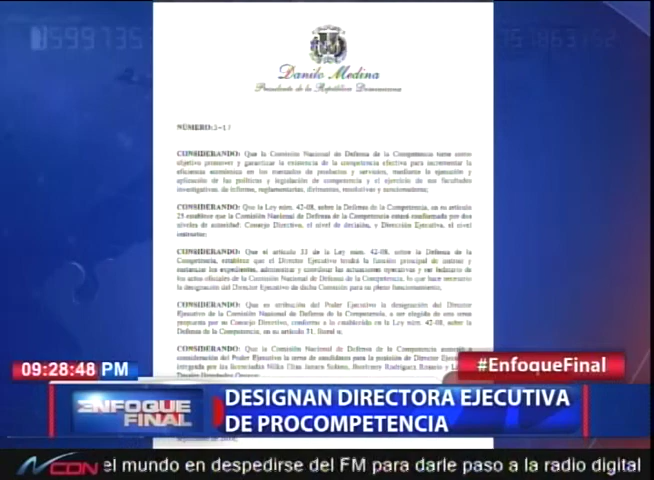 Danilo Medina
Presidente de la República Dominicana
NÚMERO:3-17
CONSIDERANDO: Que la Comisión Nacional de Defensa de la Competencia tiene como
objetivo promover y garantizar la existencia de la competencia efectiva para incrementar la
eficiencia económica en los mercados de productos y servicios, mediante la ejecución y
aplicación de las políticas y legislación de competencia y el ejercicio de sus facultades
investigativas, de informe, reglamentarias, dirimentes, resolutivas y sancionadoras;
CONSIDERANDO: Que la Ley núm. 42-08, sobre la Defensa de la Competencia, en su artículo
25 establece que la Comisión Nacional de Defensa de la Competencia estará conformada por dos
niveles de autoridad: Consejo Directivo, el nivel de decisión, y Dirección Ejecutiva, el nivel
instructor;
CONSIDERANDO: Que el artículo 33 de la Ley núm. 42-08, sobre la Defensa de la
Competencia, establece que el Director Ejecutivo tendrá la función principal de instruir y
sustanciar los expedientes, administrar y coordinar las actuaciones operativas y ser fedatario de
los actos oficiales de la Comisión Nacional de Defensa de la Competencia, lo que hace necesario
la designación del Director Ejecutivo de dicha Comisión para su pleno funcionamiento;
CONSIDERANDO: Que es atribución del Poder Ejecutivo la designación del Director
Ejecutivo de la Comisión Nacional de Defensa de la Competencia, a ser elegido de una terna
propuesta por su Consejo Directivo, conforme a lo establecido en la Ley núm. 42-08, sobre la
Defensa de la Competencia, en su artículo 31, literal
CONSIDERANDO: Que la Comisión Nacional de Defensa de la Competencia
consideración del Poder Ejecutivo la terna de candidatos para la posición de Director
integrada por los licenciados
09:28:48 PM
#EnfoqueFinal
ENFOQUE
FINAL
DESIGNAN DIRECTORA EJECUTIVA
DE PROCOMPETENCIA
NCDN el mundo en despedirse del FM para darle paso a la radio digital